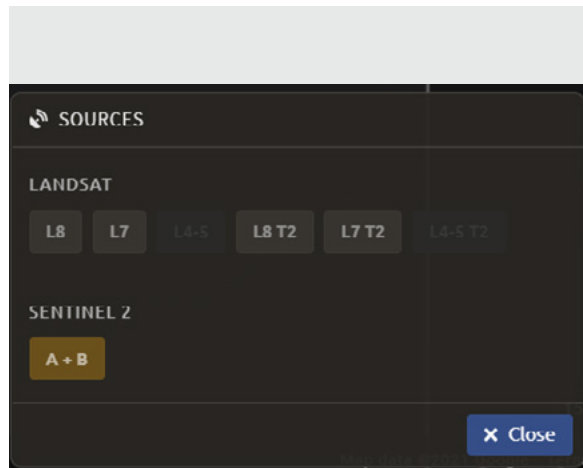 SOURCES
LANDSAT
L8 L7 L4-5 L8 T2 L7 T2 L4-5 T2
SENTINEL 2
A + B
× Close